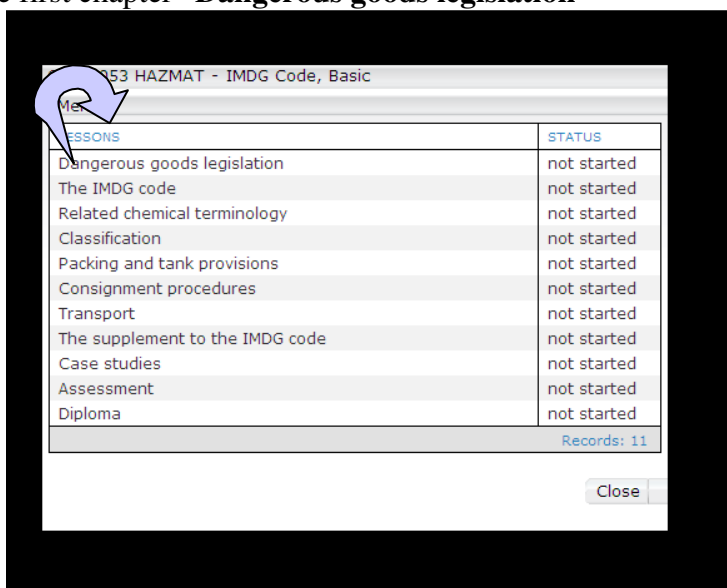 first chapter "Dangerous goods legislation"
953 HAZMAT - IMDG Code, Basic
LESSONS STATUS
Dangerous goods legislation not started
The IMDG code not started
Related chemical terminology not started
Classification not started
Packing and tank provisions not started
Consignment procedures not started
Transport not started
The supplement to the IMDG code not started
Case studies not started
Assessment not started
Diploma not started
Records: 11
Close